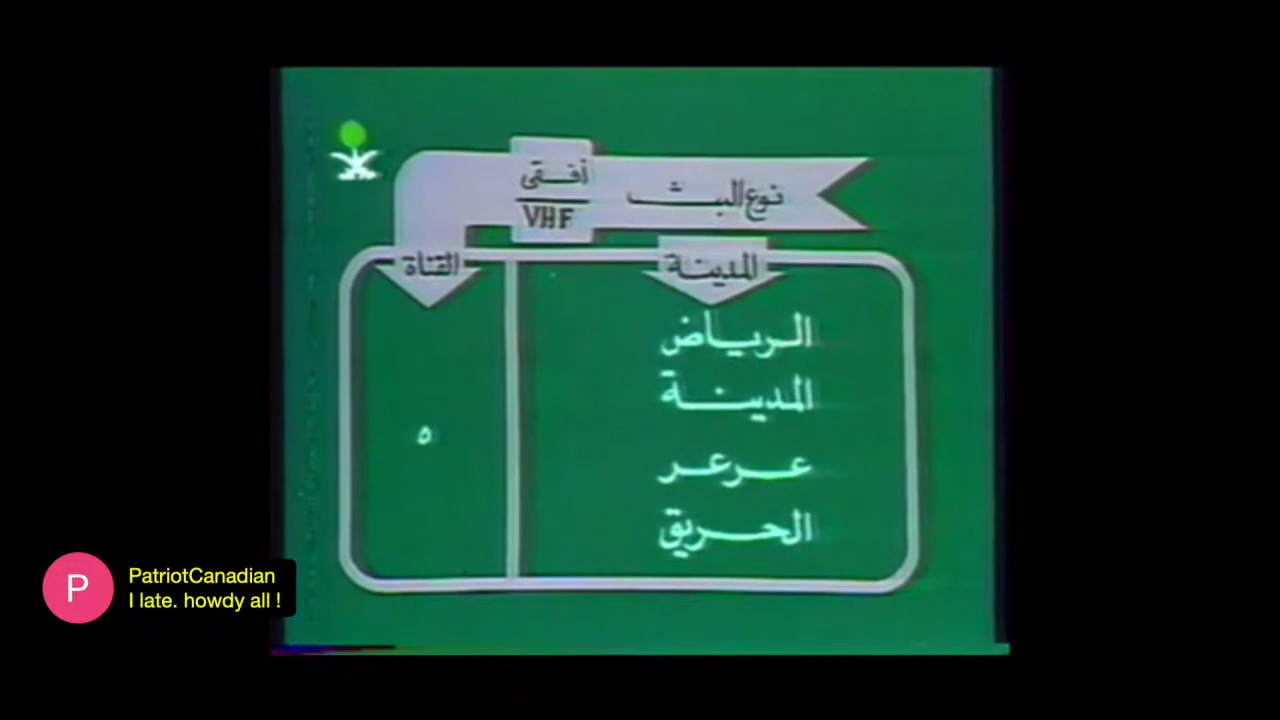 نوع البث
أفقي
VHF
المدينة
القناة
الرياض
المدينة
عرعر
الحريق
٥
P
PatriotCanadian
I late. howdy all !